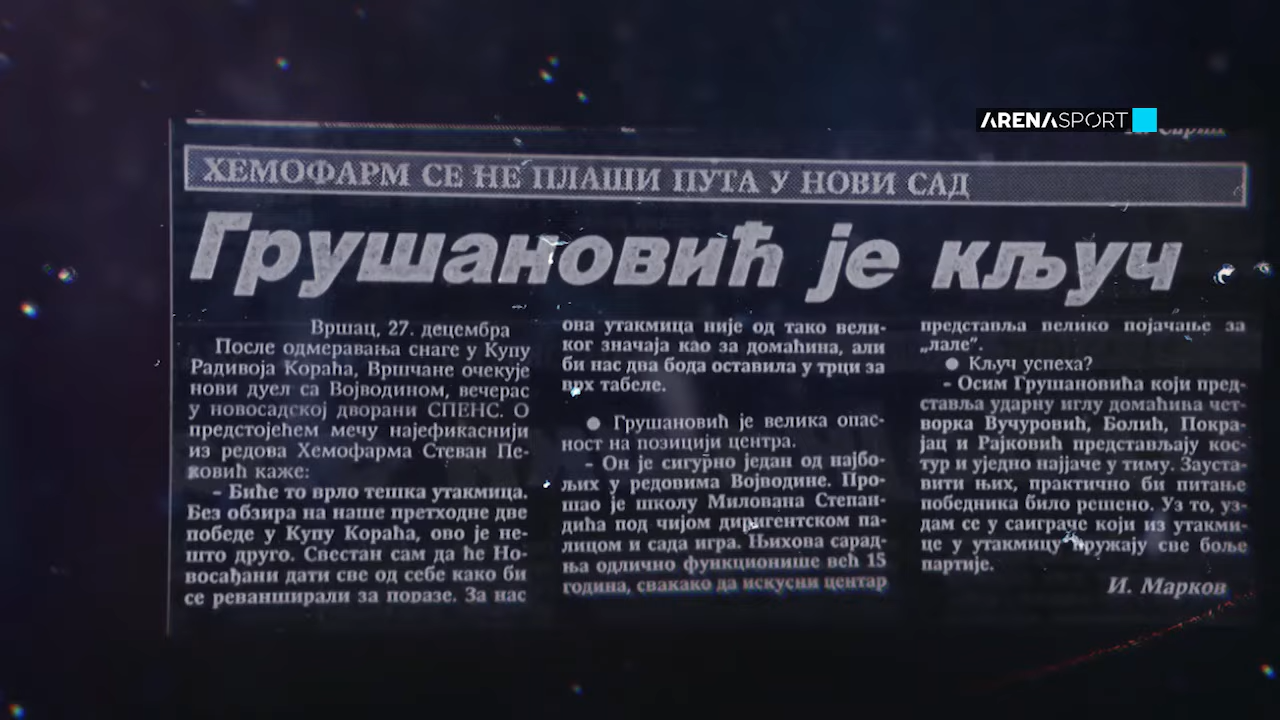 ARENASPORT
ХЕМОФАРМ СЕ НЕ ПЛАШИ ПУТА У НОВИ САД
Грушановић је кључ
Вршац, 27. децембра
После одмеравања снаге у Купу
Радивоја Кораћа, Вршчане очекује
нови дуел са Војводином, вечерас
у новосадској дворани СПЕНС. О
предстојећем мечу најефикаснији
из редова Хемофарма Стеван Пе-
ковић каже:
– Биће то врло тешка утакмица.
Без обзира на наше претходне две
победе у Купу Кораћа, ово је не-
што друго. Свестан сам да ће Но-
восађани дати све од себе како би
се реванширали за поразе. За нас
ова утакмица није од тако вели-
ког значаја као за домаћина, али
би нас два бода оставила у трци за
врх табеле.
● Грушановић је велика опас-
ност на позицији центра.
– Он је сигурно један од најбо-
љих у редовима Војводине. Про-
шао је школу Милована Степан-
дића под чијом диригентском па-
лицом и сада игра. Њихова сарад-
ња одлично функционише већ 15
година, свакако да искусни центар
представља велико појачање за
„лале”.
● Кључ успеха?
– Осим Грушановића који пред-
ставља ударну иглу домаћина чет-
ворка Вучуровић, Болић, Покра-
јац и Рајковић представљају кос-
тур и уједно најјаче у тиму. Зауста-
вити њих, практично би питање
победника било решено. Уз то, уз-
дам се у саиграче који из утакми-
це у утакмицу пружају све боље
партије.
И. Марков